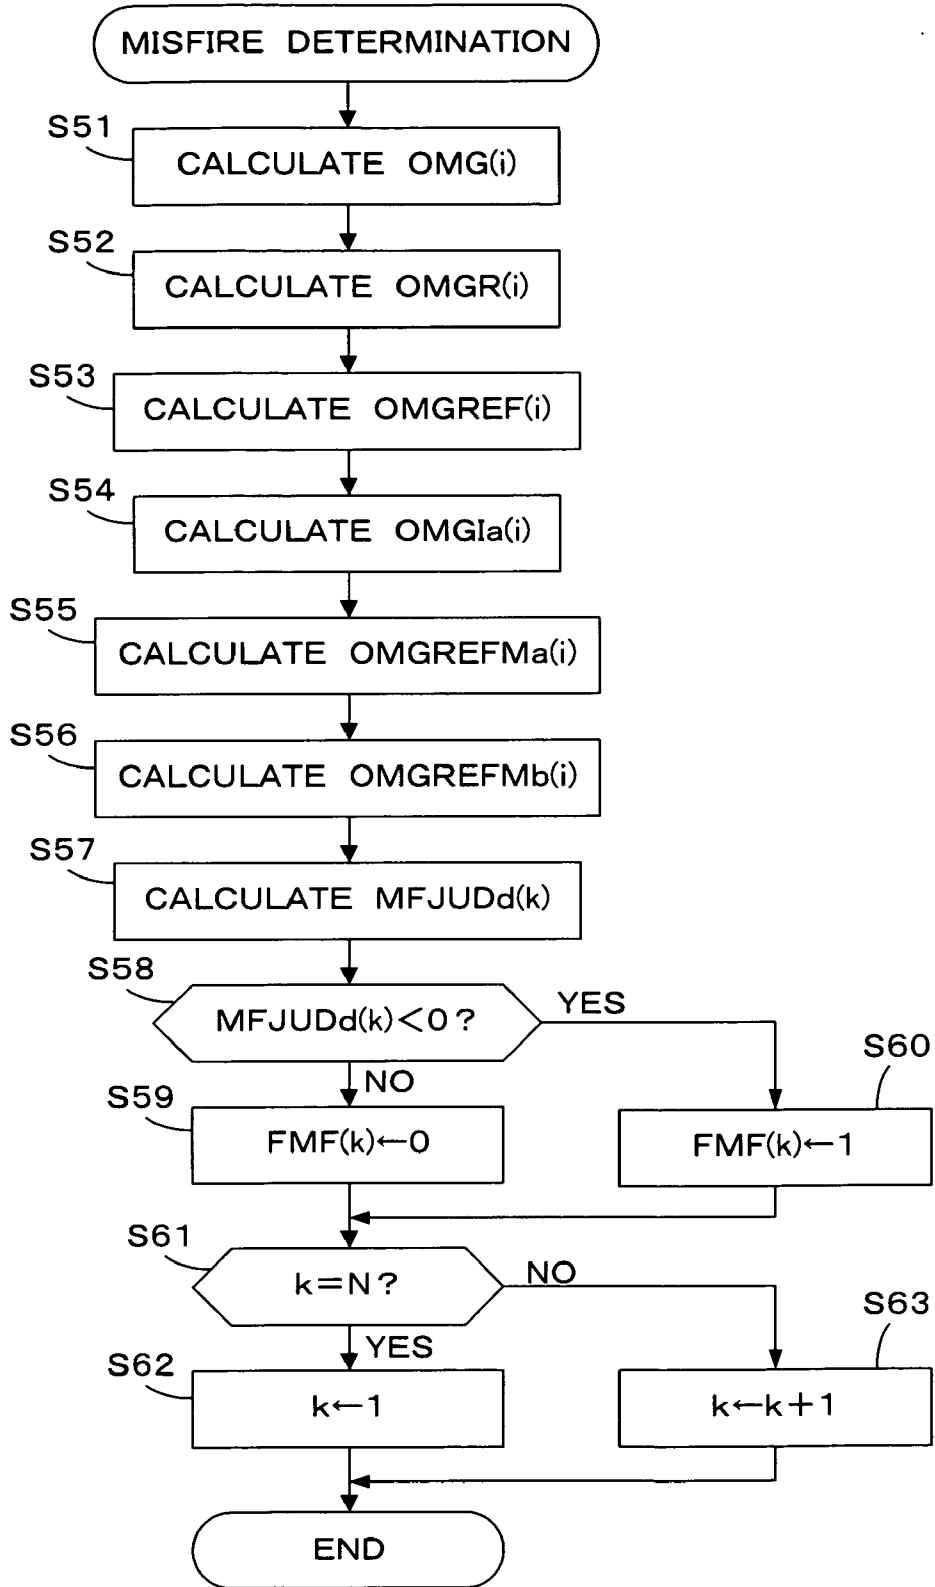 MISFIRE DETERMINATION
S51
CALCULATE OMG(i)
S52
CALCULATE OMGR(i)
S53
CALCULATE OMGREF(i)
S54
CALCULATE OMGIa(i)
S55
CALCULATE OMGREFMa(i)
S56
CALCULATE OMGREFMb(i)
S57
CALCULATE MFJUDd(k)
S58
MFJUDd(k)<0?
YES
NO
S59
FMF(k)←0
S60
FMF(k)←1
S61
k=N?
NO
YES
S62
k←1
S63
k←k+1
END